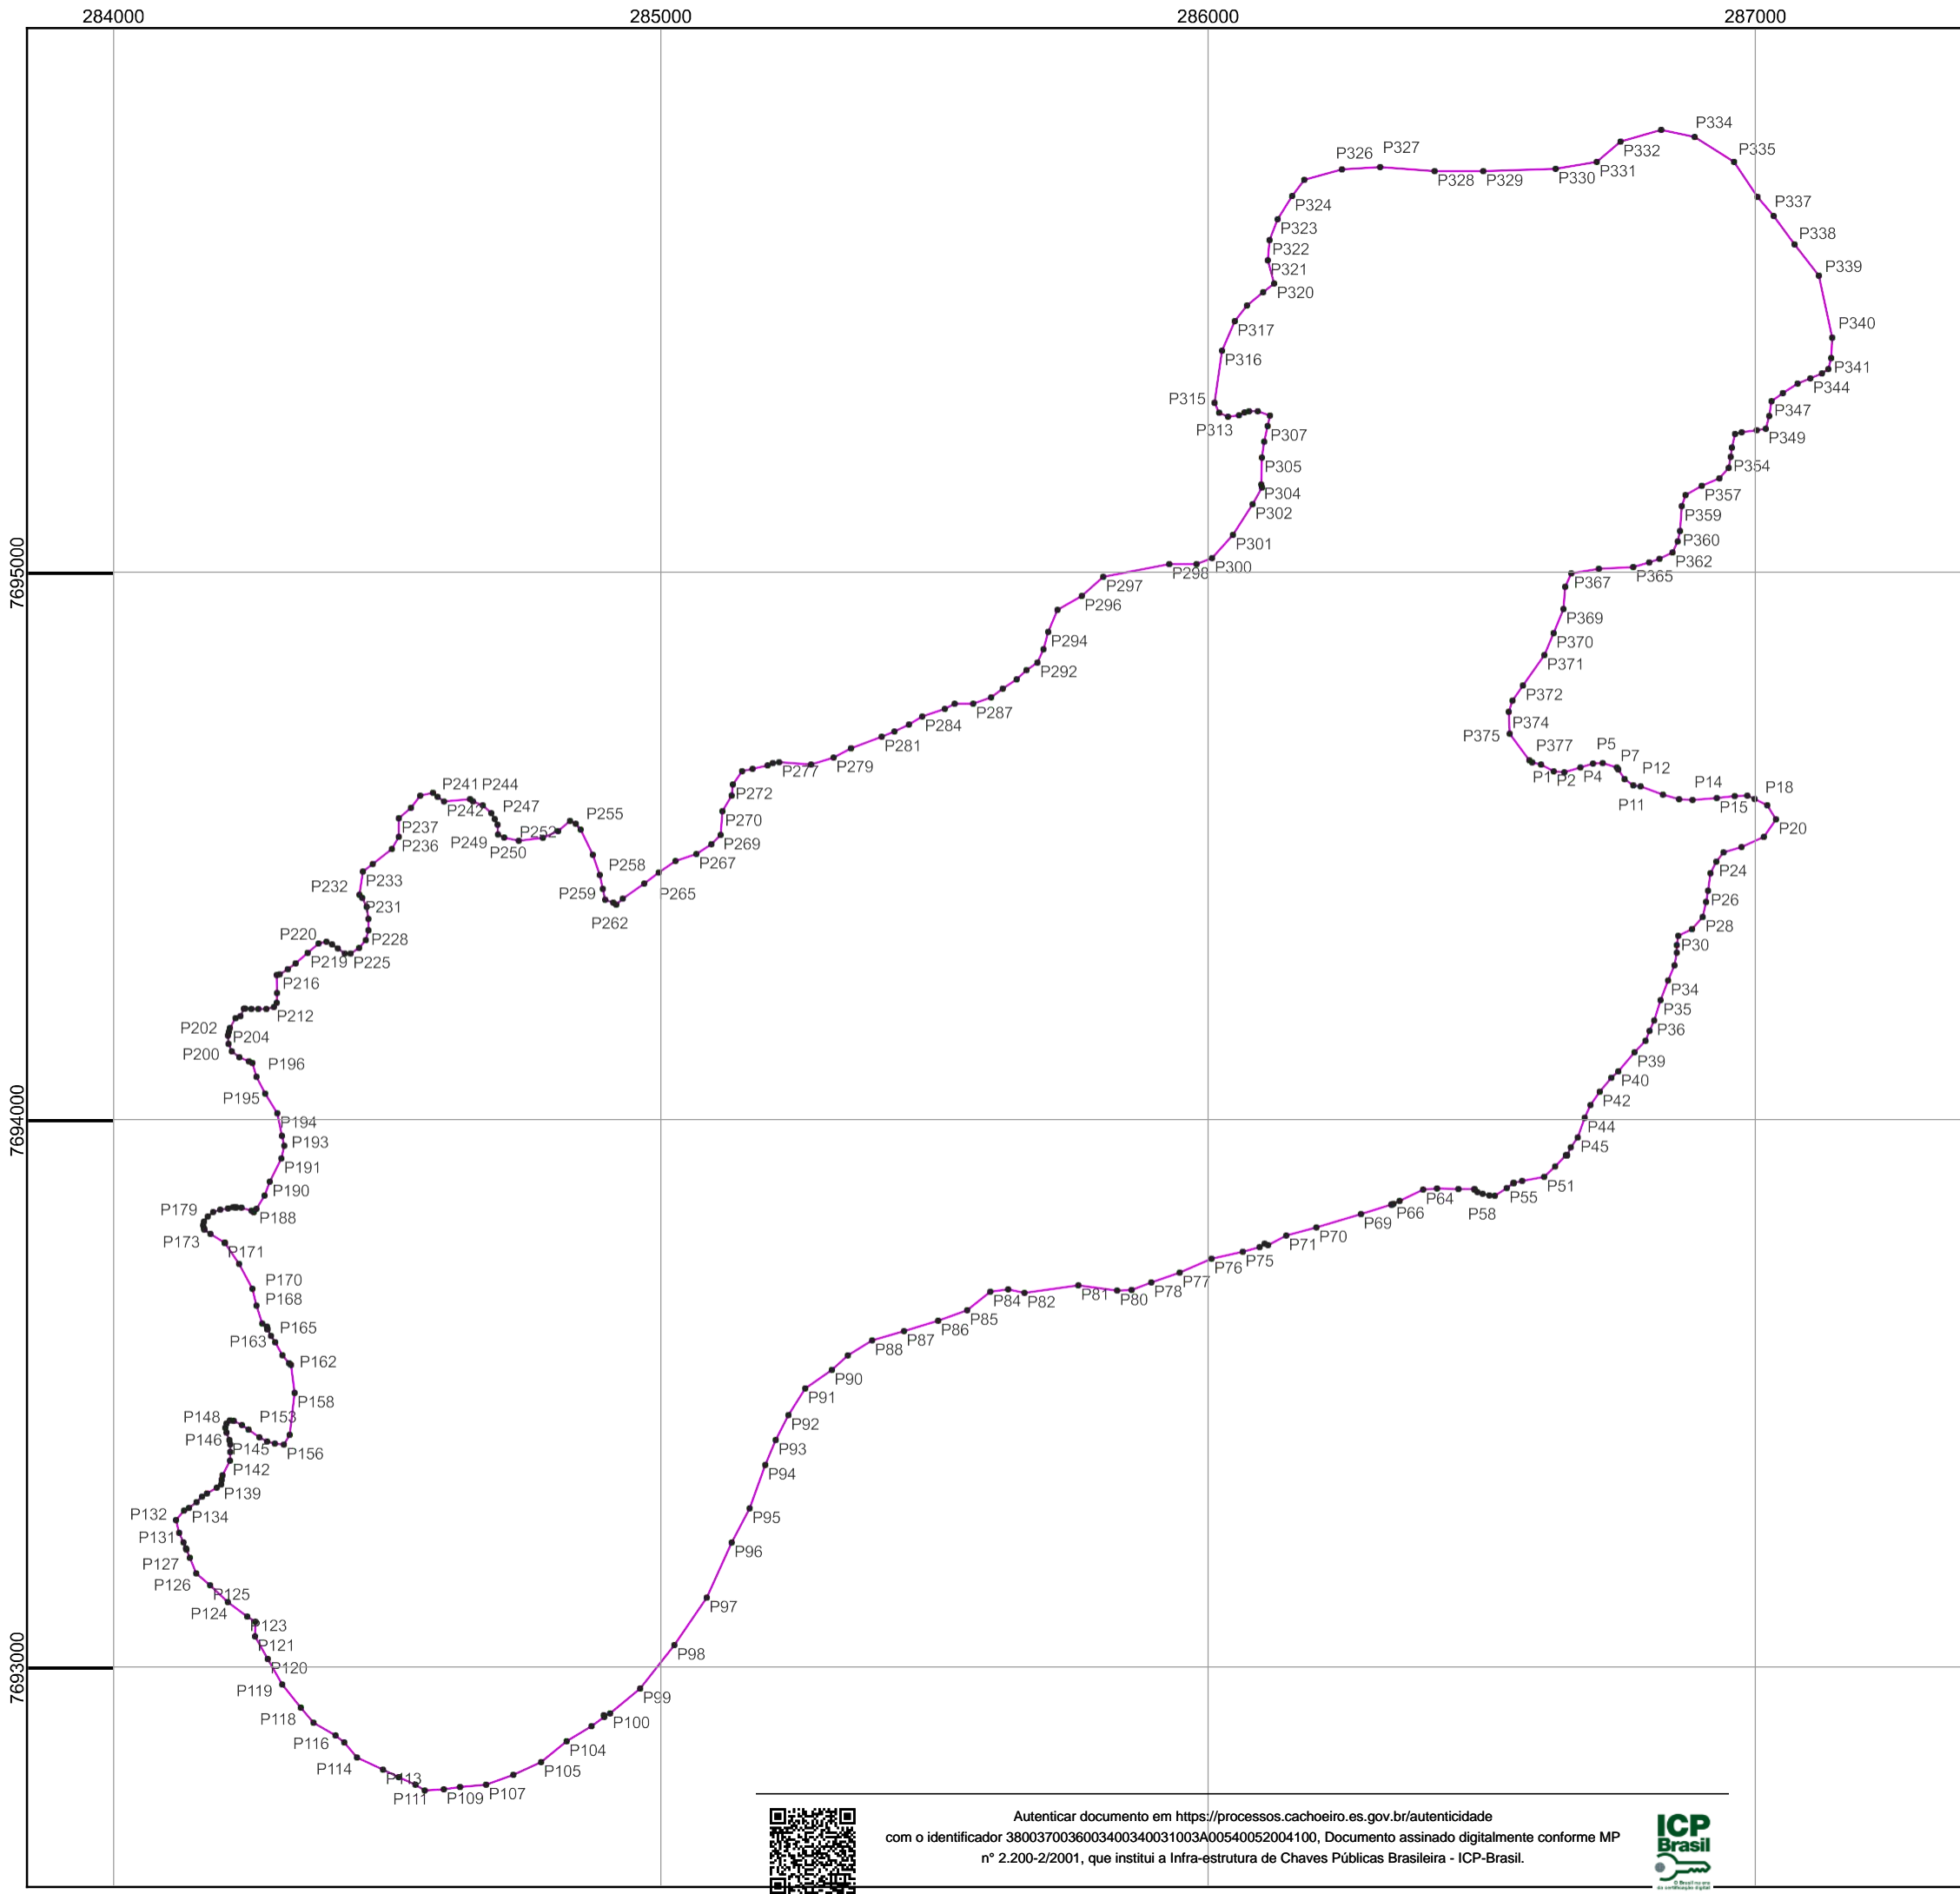 284000 285000 286000 287000
P334
P332 P335
P326 P327
P328 P329 P330 P331
P324 P337
P323 P338
P322
P321 P339
P320
P317 P340
P316
P341
P344
P315 P347
P313 P307 P349
P305 P354
P304 P357
P302 P359
P301 P360
P300 P362
7695000
P298 P365
P297 P367
P296 P369
P294 P370
P292 P371
P372
P287 P374
P284 P375
P281 P377 P5
P279 P277 P1 P2 P4 P7 P12
P241 P244 P272 P14 P18
P242 P247 P11 P15
P237 P255 P270 P20
P236 P249 P252 P269
P250 P267
P258 P24
P233 P259 P265
P232 P26
P231 P262 P28
P220 P228 P30
P219 P225
P216 P34
P212 P35
P202 P204 P36
P200 P39
P196 P40
P195 P42
7694000
P194 P44
P193 P45
P191 P51
P190 P55
P179 P188 P64 P58
P173 P66
P171 P69
P70
P71
P75
P76
P170 P77
P168 P78
P84 P82 P81 P80
P165 P85
P163 P86
P87
P162 P88
P90
P158 P91
P148 P153 P92
P146 P145 P156 P93
P142 P94
P139
P132 P134 P95
P131
P127 P96
P126
P125
P124 P97
P123
P121 P98
7693000
P120
P119 P99
P118 P100
P116
P114 P104
P113 P105
P111 P109 P107
Autenticar documento em https://processos.cachoeiro.es.gov.br/autenticidade
com o identificador 380037003600340034003​1003A00540052004100, Documento assinado digitalmente conforme MP
n° 2.200-2/2001, que institui a Infra-estrutura de Chaves Públicas Brasileira - ICP-Brasil.
ICP
Brasil